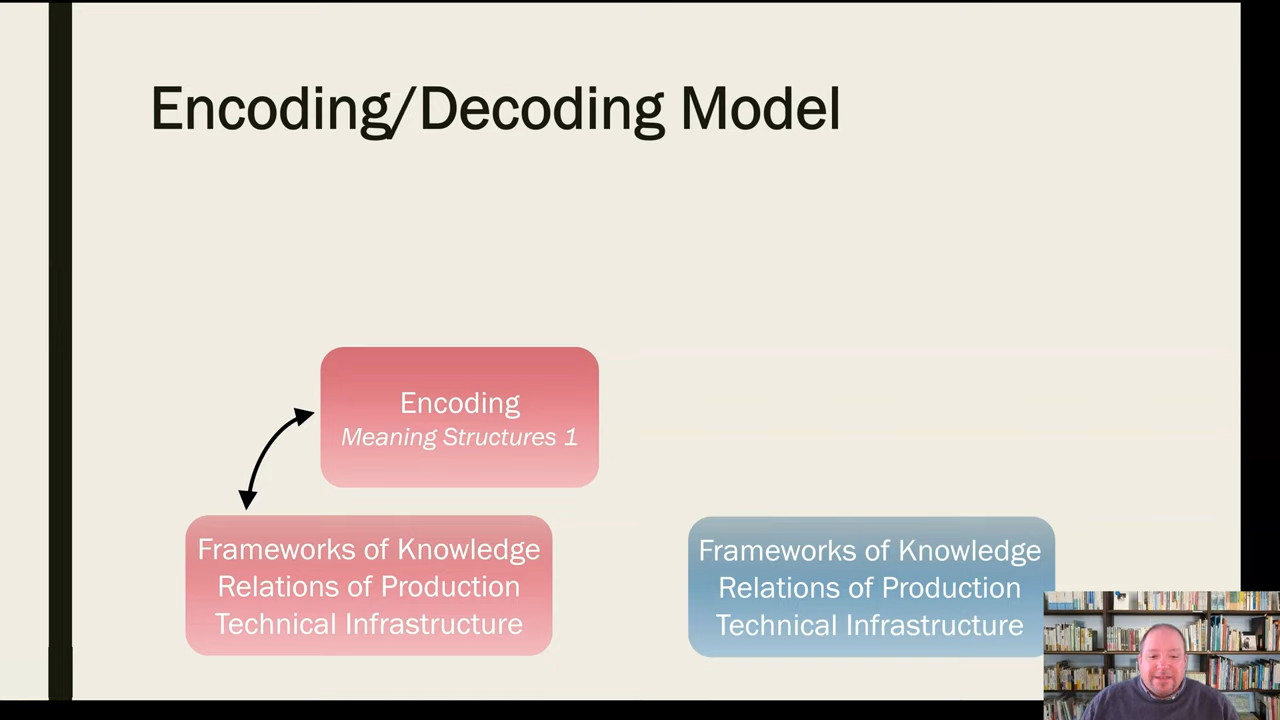 Encoding/Decoding Model
Encoding
Meaning Structures 1
Frameworks of Knowledge
Relations of Production
Technical Infrastructure
Frameworks of Knowledge
Relations of Production
Technical Infrastructure